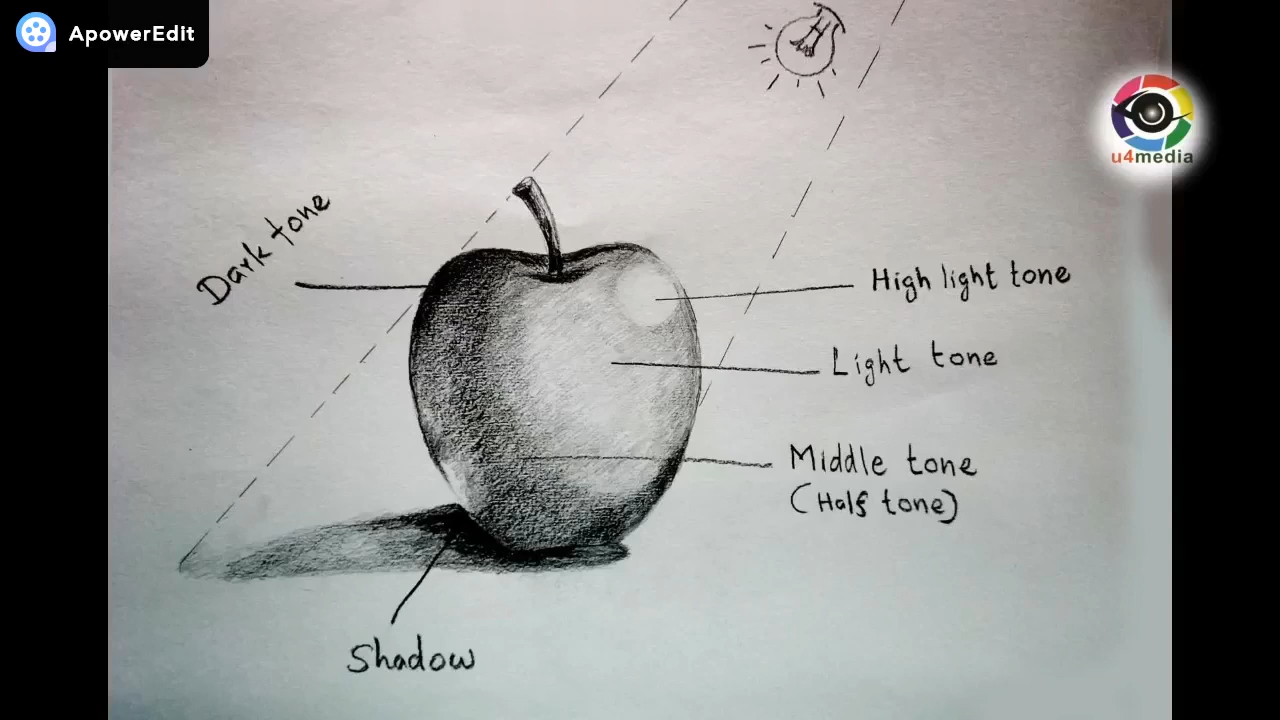 ApowerEdit
u4media
Dark tone
High light tone
Light tone
Middle tone
(Half tone)
Shadow